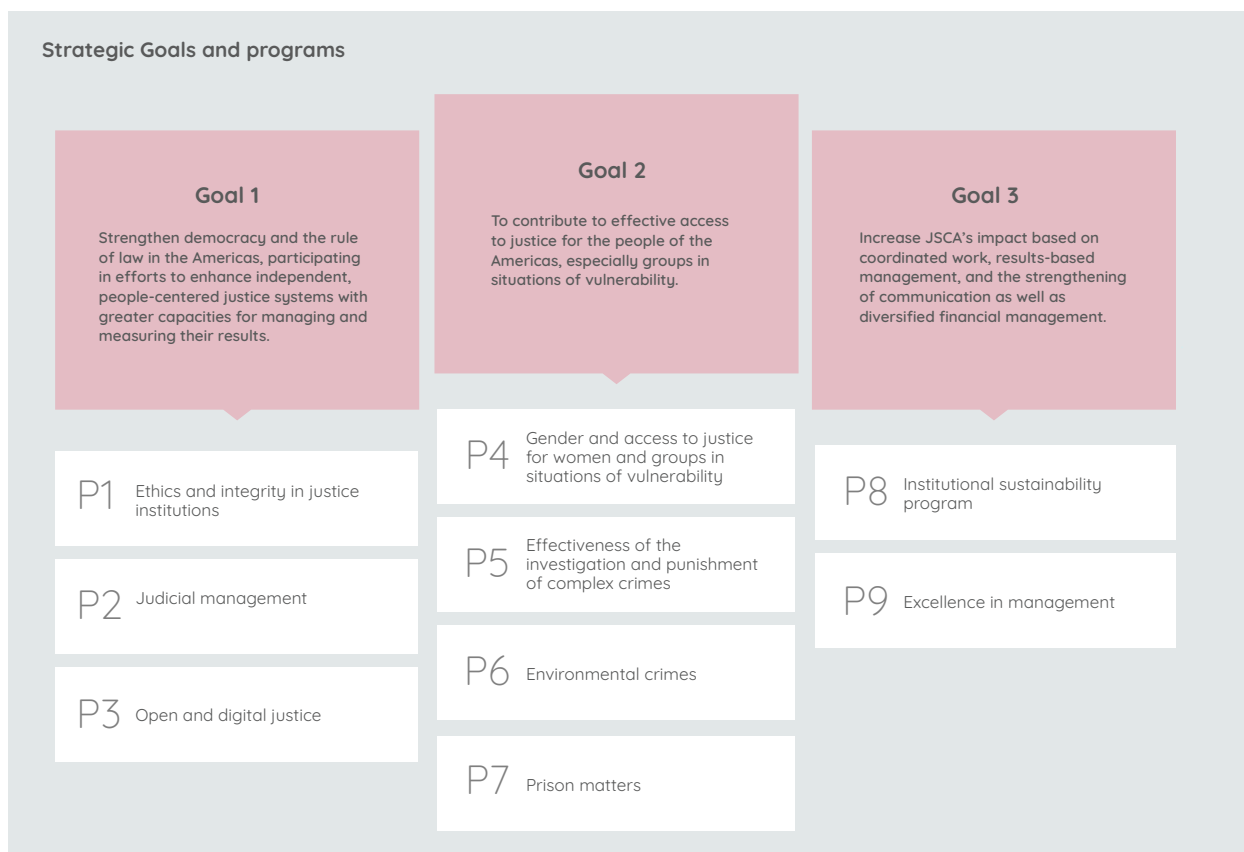 Strategic Goals and programs
Goal 1
Strengthen democracy and the rule
of law in the Americas, participating
in efforts to enhance independent,
people-centered justice systems with
greater capacities for managing and
measuring their results.
P1
Ethics and integrity in justice
institutions
P2
Judicial management
P3
Open and digital justice
Goal 2
To contribute to effective access
to justice for the people of the
Americas, especially groups in
situations of vulnerability.
P4
Gender and access to justice
for women and groups in
situations of vulnerability
P5
Effectiveness of the
investigation and punishment
of complex crimes
P6
Environmental crimes
P7
Prison matters
Goal 3
Increase JSCA’s impact based on
coordinated work, results-based
management, and the strengthening
of communication as well as
diversified financial management.
P8
Institutional sustainability
program
P9
Excellence in management